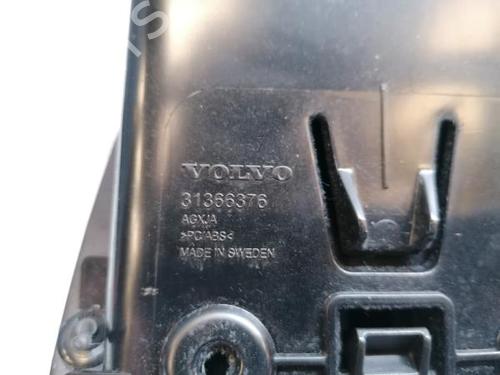 VOLVO
31366376
AGXJA
>PC/ABS<
MADE IN SWEDEN